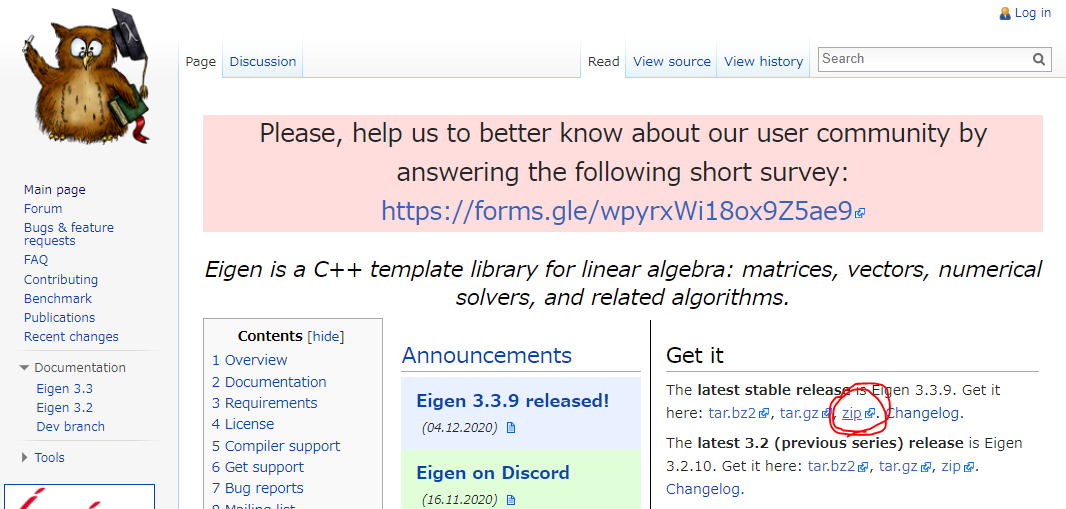 Log in
Page
Discussion
Read
View source
View history
Search
Please, help us to better know about our user community by
answering the following short survey:
https://forms.gle/wpyrxWi18ox9Z5ae9
Main page
Forum
Bugs & feature
requests
FAQ
Contributing
Benchmark
Publications
Recent changes
Documentation
Eigen 3.3
Eigen 3.2
Dev branch
Tools
Eigen is a C++ template library for linear algebra: matrices, vectors, numerical
solvers, and related algorithms.
Contents [hide]
1 Overview
2 Documentation
3 Requirements
4 License
5 Compiler support
6 Get support
7 Bug reports
8 Mailing list
Announcements
Eigen 3.3.9 released!
(04.12.2020)
Eigen on Discord
(16.11.2020)
Get it
The latest stable release is Eigen 3.3.9. Get it
here: tar.bz2, tar.gz, zip. Changelog.
The latest 3.2 (previous series) release is Eigen
3.2.10. Get it here: tar.bz2, tar.gz, zip.
Changelog.